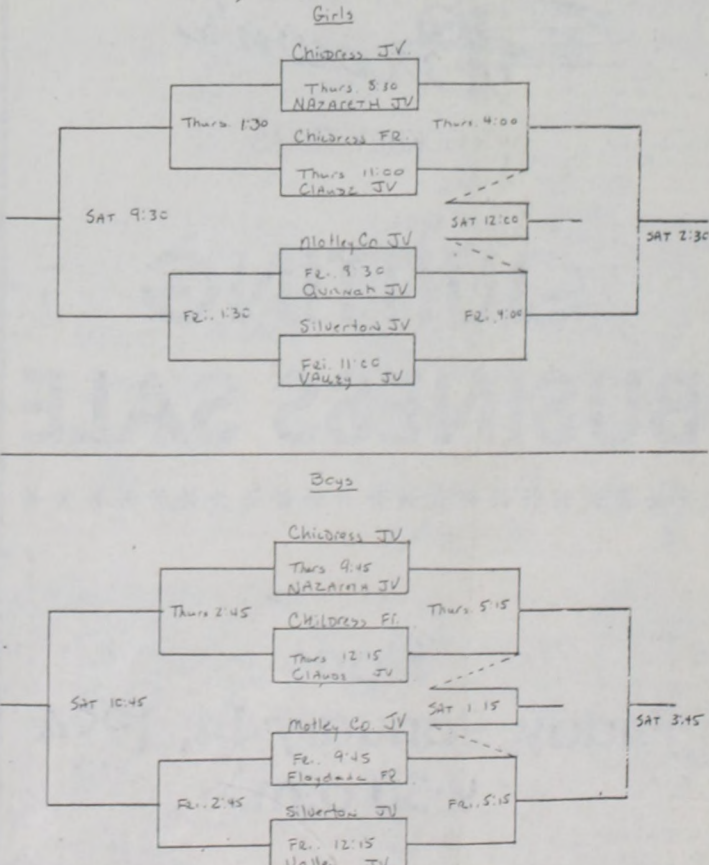 Girls
Childress JV.
Thurs. 8:30
NAZARETH JV
Thurs. 1:30
Thurs. 4:00
Childress FR.
Thurs 11:00
Claude JV
SAT 9:30
SAT 12:00
SAT 2:30
Motley Co JV
Fri. 8:30
Quanah JV
Fri. 1:30
Fri. 4:00
Silverton JV
Fri. 11:00
Valley JV
Boys
Childress JV
Thurs 9:45
NAZARETH JV
Thurs 2:45
Thurs. 5:15
Childress Fr.
Thurs 12:15
Claude JV
SAT 10:45
SAT 1:15
SAT 3:45
Motley Co. JV
Fr. 9:45
Floydada FR
Fri. 2:45
Fri. 5:15
Silverton JV
Fr. 12:15
Valley JV